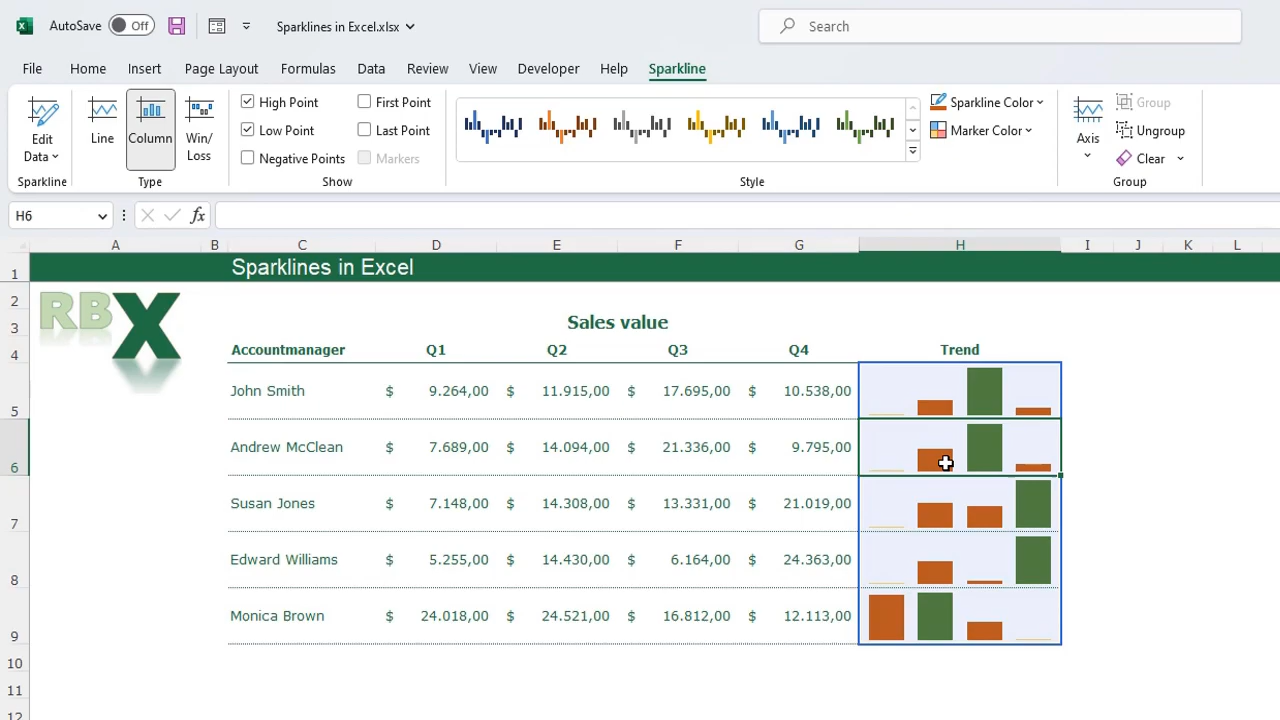 AutoSave Off Sparklines in Excel.xlsx Search
File Home Insert Page Layout Formulas Data Review View Developer Help Sparkline
Edit Data Line Column Win/Loss
High Point First Point
Low Point Last Point
Negative Points Markers
Sparkline Color
Marker Color
Axis
Group
Ungroup
Clear
Sparkline Type Show Style Group
H6 fx
A B C D E F G H I J K L
1 Sparklines in Excel
2 RBX
3 Sales value
4 Accountmanager Q1 Q2 Q3 Q4 Trend
5 John Smith $ 9.264,00 $ 11.915,00 $ 17.695,00 $ 10.538,00
6 Andrew McClean $ 7.689,00 $ 14.094,00 $ 21.336,00 $ 9.795,00
7 Susan Jones $ 7.148,00 $ 14.308,00 $ 13.331,00 $ 21.019,00
8 Edward Williams $ 5.255,00 $ 14.430,00 $ 6.164,00 $ 24.363,00
9 Monica Brown $ 24.018,00 $ 24.521,00 $ 16.812,00 $ 12.113,00
10
11
12